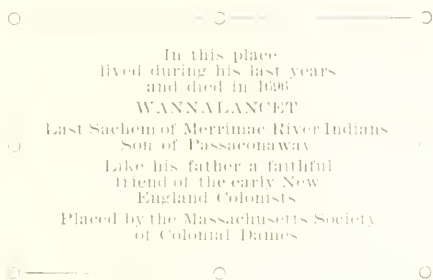 In this place
lived during his last years
and died in 1696
WANNALANCET
Last Sachem of Merrimac River Indians
Son of Passaconaway
Like his father a faithful
friend of the early New
England Colonists
Placed by the Massachusetts Society
of Colonial Dames